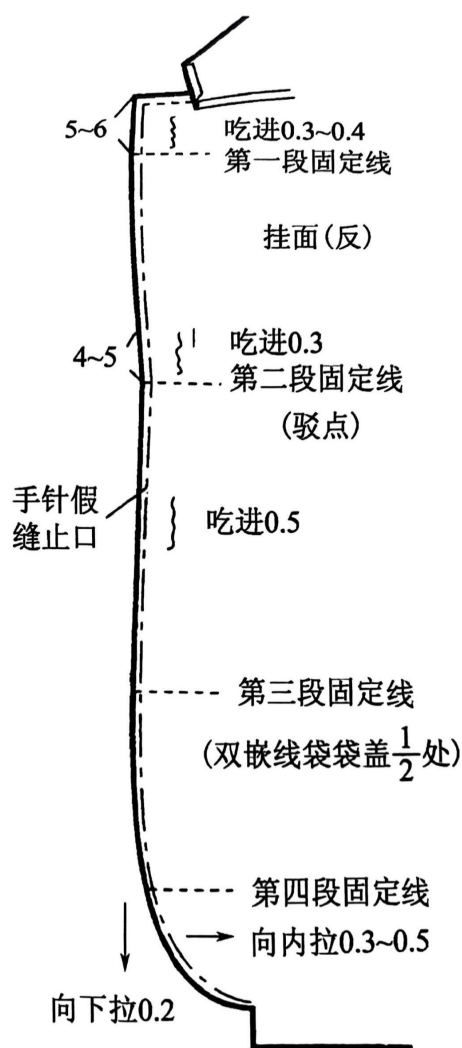 5~6
吃进0.3~0.4
第一段固定线
挂面(反)
4~5
吃进0.3
第二段固定线
(驳点)
手针假
缝止口
吃进0.5
第三段固定线
(双嵌线袋袋盖1/2处)
第四段固定线
向内拉0.3~0.5
向下拉0.2